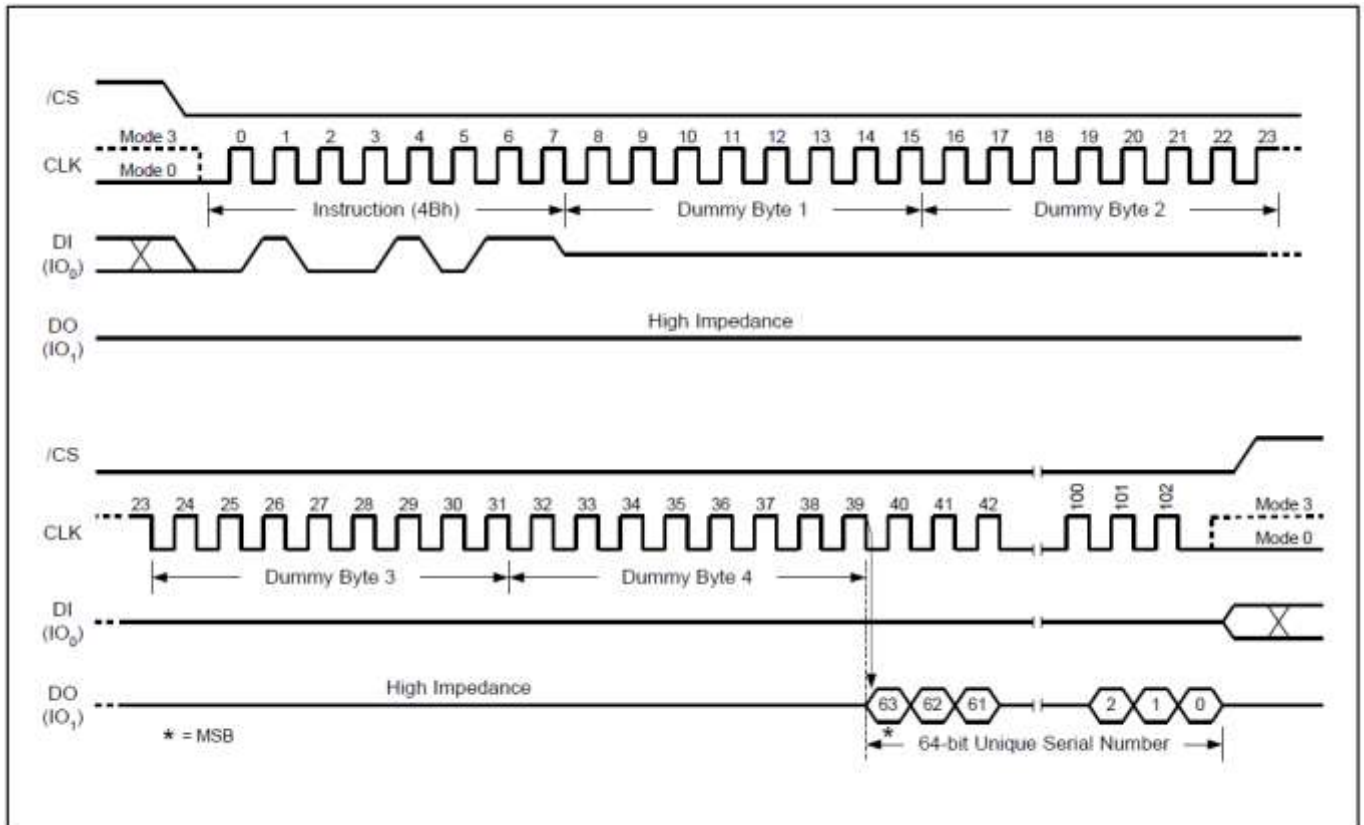 /CS
Mode 3 0 1 2 3 4 5 6 7 8 9 10 11 12 13 14 15 16 17 18 19 20 21 22 23
CLK
Mode 0
Instruction (4Bh) Dummy Byte 1 Dummy Byte 2
DI
(IO0)
High Impedance
DO
(IO1)
/CS
23 24 25 26 27 28 29 30 31 32 33 34 35 36 37 38 39 40 41 42 100 101 102 Mode 3
CLK
Mode 0
Dummy Byte 3 Dummy Byte 4
DI
(IO0)
High Impedance
DO
(IO1)
63 62 61 2 1 0
* = MSB
* 64-bit Unique Serial Number